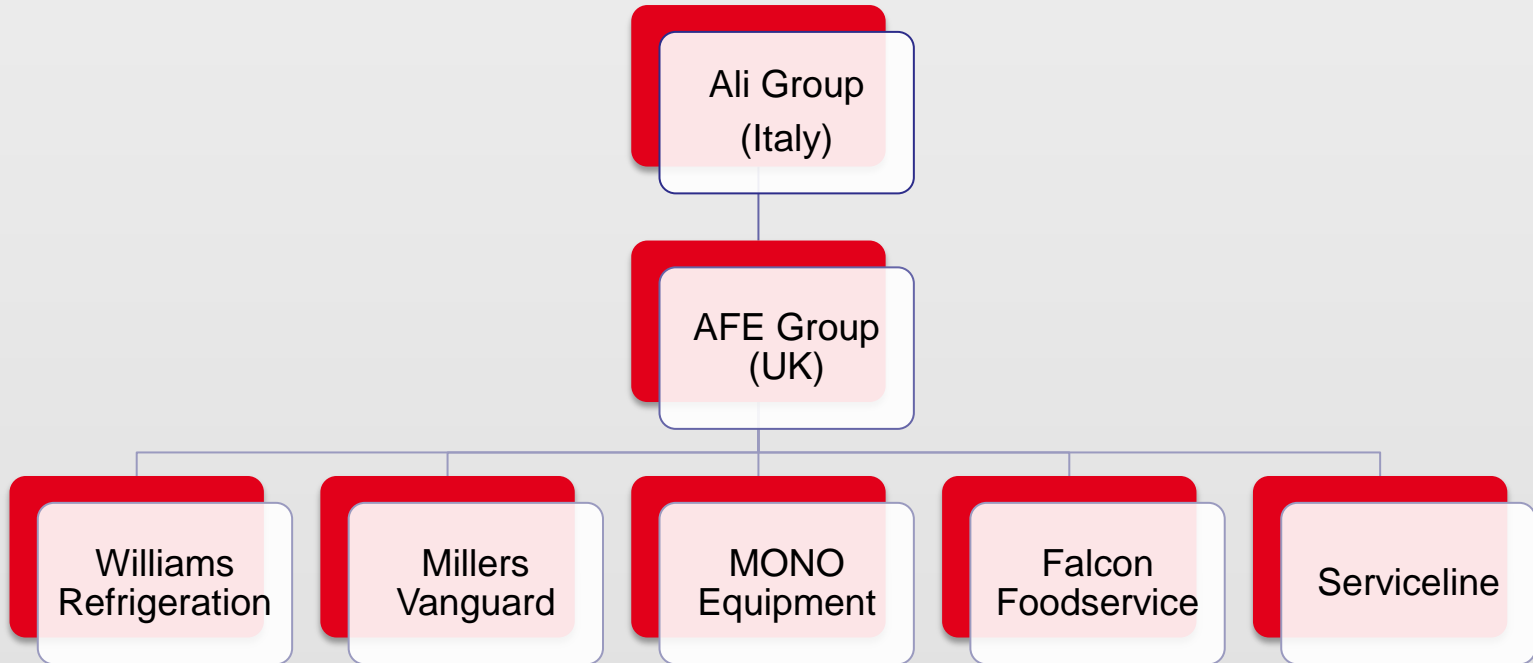 Ali Group
(Italy)
AFE Group
(UK)
Williams
Refrigeration
Millers
Vanguard
MONO
Equipment
Falcon
Foodservice
Serviceline